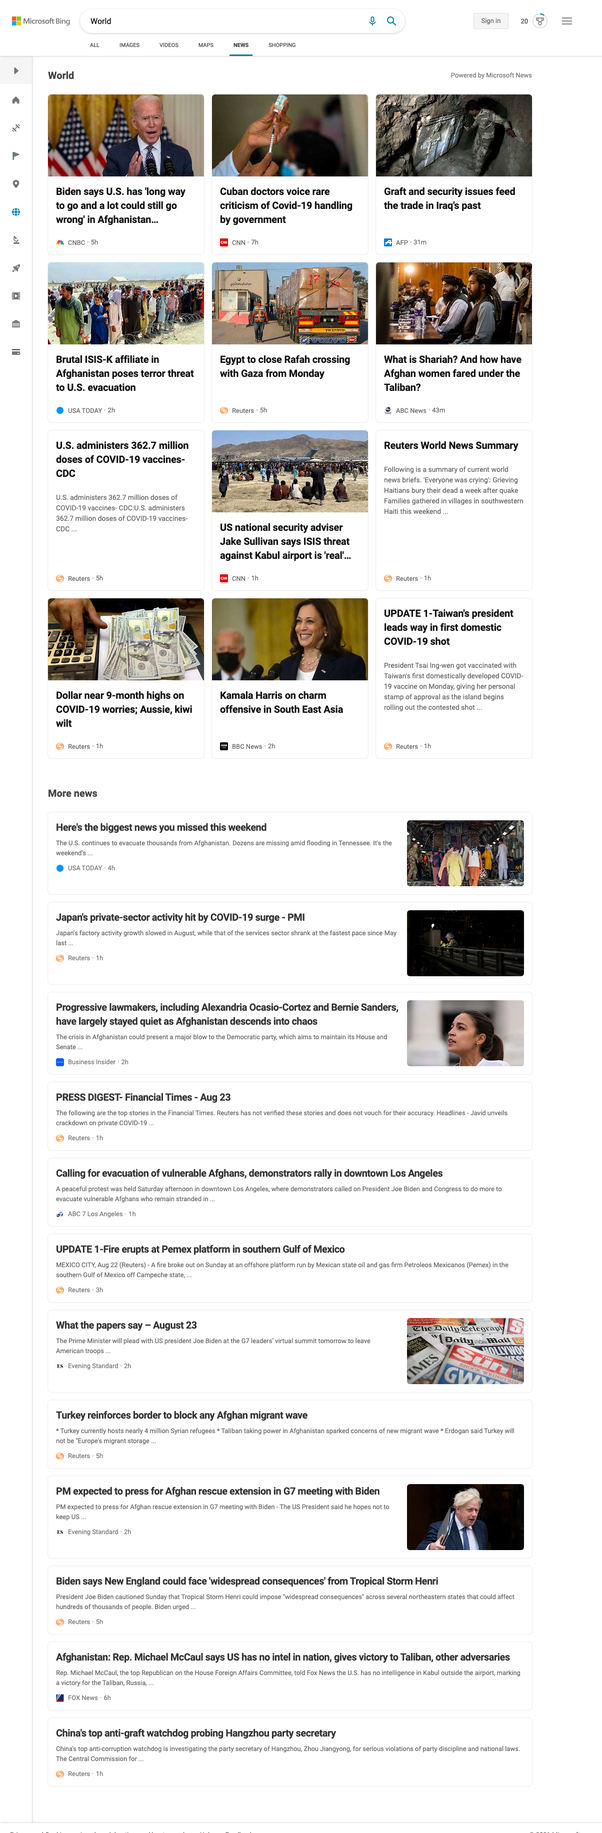 Microsoft Bing
World
Sign in
20
ALL
IMAGES
VIDEOS
MAPS
NEWS
SHOPPING
World
Powered by Microsoft News
Biden says U.S. has 'long way
to go and a lot could still go
wrong' in Afghanistan...
CNBC · 5h
Cuban doctors voice rare
criticism of Covid-19 handling
by government
CNN · 7h
Graft and security issues feed
the trade in Iraq's past
AFP · 31m
Brutal ISIS-K affiliate in
Afghanistan poses terror threat
to U.S. evacuation
USA TODAY · 2h
Egypt to close Rafah crossing
with Gaza from Monday
Reuters · 5h
What is Shariah? And how have
Afghan women fared under the
Taliban?
ABC News · 43m
U.S. administers 362.7 million
doses of COVID-19 vaccines-
CDC
U.S. administers 362.7 million doses of
COVID-19 vaccines- CDC:U.S. administers
362.7 million doses of COVID-19 vaccines-
CDC ...
Reuters · 5h
US national security adviser
Jake Sullivan says ISIS threat
against Kabul airport is 'real'...
CNN · 1h
Reuters World News Summary
Following is a summary of current world
news briefs. 'Everyone was crying': Grieving
Haitians bury their dead a week after quake
Families gathered in villages in southwestern
Haiti this weekend ...
Reuters · 1h
Dollar near 9-month highs on
COVID-19 worries; Aussie, kiwi
wilt
Reuters · 1h
Kamala Harris on charm
offensive in South East Asia
BBC News · 2h
UPDATE 1-Taiwan's president
leads way in first domestic
COVID-19 shot
President Tsai Ing-wen got vaccinated with
Taiwan's first domestically developed COVID-
19 vaccine on Monday, giving her personal
stamp of approval as the island begins
rolling out the contested shot ...
Reuters · 1h
More news
Here's the biggest news you missed this weekend
The U.S. continues to evacuate thousands from Afghanistan. Dozens are missing amid flooding in Tennessee. It's the
weekend's ...
USA TODAY · 4h
Japan's private-sector activity hit by COVID-19 surge - PMI
Japan's factory activity growth slowed in August, while that of the services sector shrank at the fastest pace since May
last ...
Reuters · 1h
Progressive lawmakers, including Alexandria Ocasio-Cortez and Bernie Sanders,
have largely stayed quiet as Afghanistan descends into chaos
The crisis in Afghanistan could present a major blow to the Democratic party, which aims to maintain its House and
Senate ...
Business Insider · 2h
PRESS DIGEST- Financial Times - Aug 23
The following are the top stories in the Financial Times. Reuters has not verified these stories and does not vouch for their accuracy. Headlines - Javid unveils
crackdown on private COVID-19 ...
Reuters · 1h
Calling for evacuation of vulnerable Afghans, demonstrators rally in downtown Los Angeles
A peaceful protest was held Saturday afternoon in downtown Los Angeles, where demonstrators called on President Joe Biden and Congress to do more to
evacuate vulnerable Afghans who remain stranded in ...
ABC 7 Los Angeles · 1h
UPDATE 1-Fire erupts at Pemex platform in southern Gulf of Mexico
MEXICO CITY, Aug 22 (Reuters) - A fire broke out on Sunday at an offshore platform run by Mexican state oil and gas firm Petroleos Mexicanos (Pemex) in the
southern Gulf of Mexico off Campeche state, ...
Reuters · 3h
What the papers say – August 23
The Prime Minister will plead with US president Joe Biden at the G7 leaders' virtual summit tomorrow to leave
American troops ...
Evening Standard · 2h
The Daily Telegraph
Daily Mail
TIMES
Sun
Turkey reinforces border to block any Afghan migrant wave
* Turkey currently hosts nearly 4 million Syrian refugees * Taliban taking power in Afghanistan sparked concerns of new migrant wave * Erdogan said Turkey will
not be "Europe's migrant storage ...
Reuters · 5h
PM expected to press for Afghan rescue extension in G7 meeting with Biden
PM expected to press for Afghan rescue extension in G7 meeting with Biden - The US President said he hopes not to
keep US ...
Evening Standard · 2h
Biden says New England could face 'widespread consequences' from Tropical Storm Henri
President Joe Biden cautioned Sunday that Tropical Storm Henri could impose "widespread consequences" across several northeastern states that could affect
hundreds of thousands of people. Biden urged ...
Reuters · 5h
Afghanistan: Rep. Michael McCaul says US has no intel in nation, gives victory to Taliban, other adversaries
Rep. Michael McCaul, the top Republican on the House Foreign Affairs Committee, told Fox News the U.S. has no intelligence in Kabul outside the airport, marking
a victory for the Taliban, Russia, ...
FOX News · 6h
China's top anti-graft watchdog probing Hangzhou party secretary
China's top anti-corruption watchdog is investigating the party secretary of Hangzhou, Zhou Jiangyong, for serious violations of party discipline and national laws.
The Central Commission for ...
Reuters · 1h